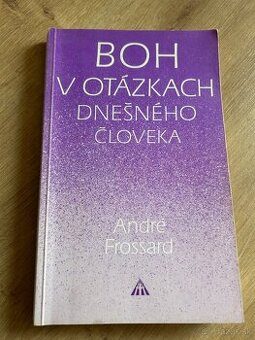 BOH
V OTÁZKACH
DNEŠNÉHO
ČLOVEKA
André
Frossard